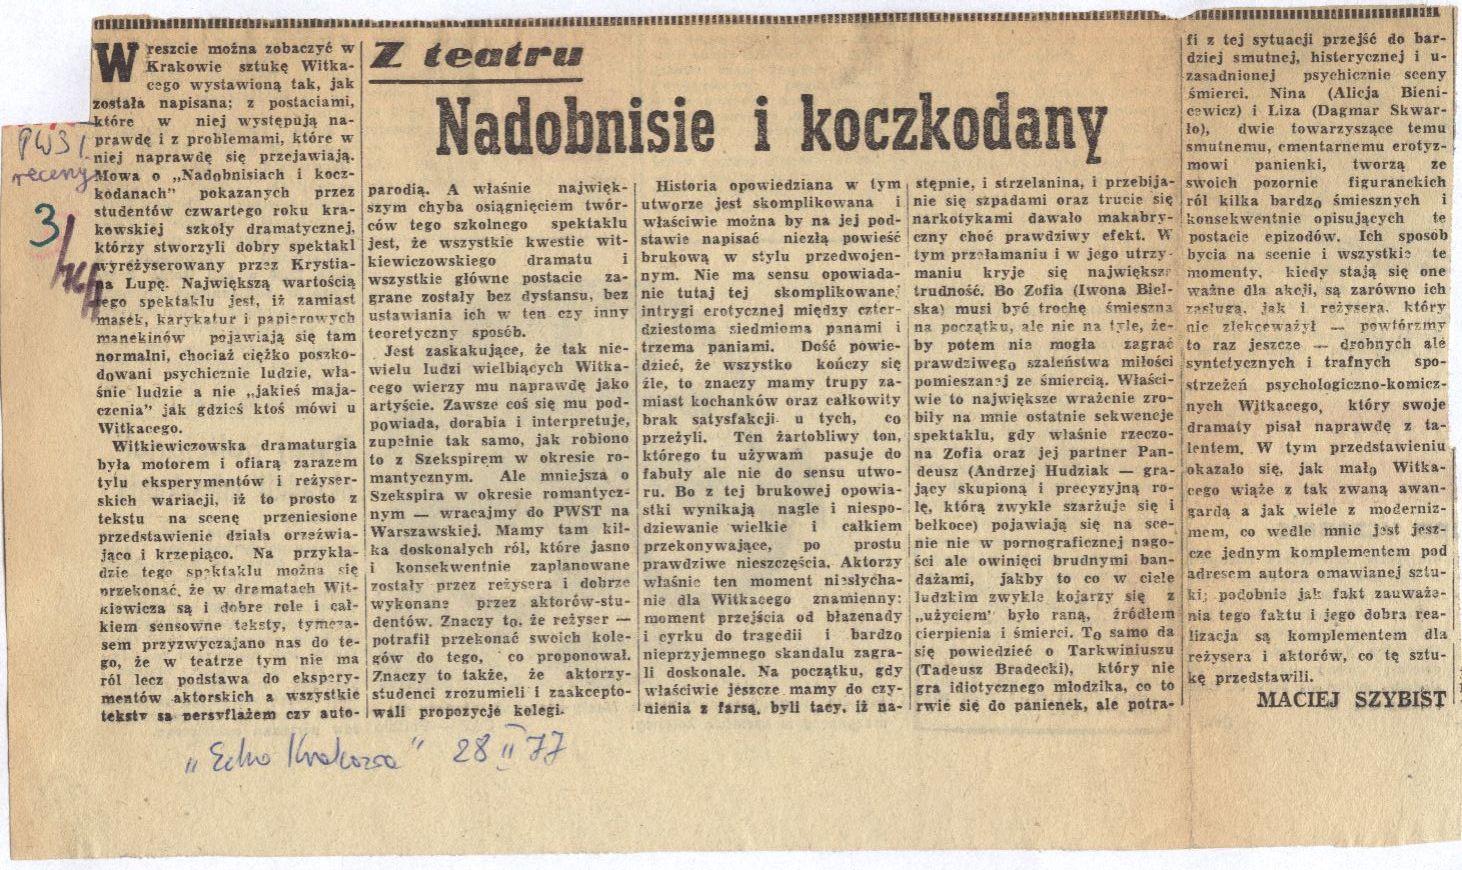 Z teatru
Nadobnisie i koczkodany
Wreszcie można zobaczyć w
Krakowie sztukę Witka-
cego wystawioną tak, jak
została napisana; z postaciami,
które w niej występują na-
prawdę i z problemami, które w
niej naprawdę się przejawiają.
Mowa o „Nadobnisiach i kocz-
kodanach" pokazanych przez
studentów czwartego roku kra-
kowskiej szkoły dramatycznej,
którzy stworzyli dobry spektakl
wyreżyserowany przez Krystia-
na Lupę. Największą wartością
tego spektaklu jest, iż zamiast
masek, karykatur i papierowych
manekinów pojawiają się tam
normalni, chociaż ciężko poszko-
dowani psychicznie ludzie, wła-
śnie ludzie a nie „jakieś maja-
czenia" jak gdzieś ktoś mówi u
Witkacego.
Witkiewiczowska dramaturgia
była motorem i ofiarą zarazem
tylu eksperymentów i reżyser-
skich wariacji, iż to prosto z
tekstu na scenę przeniesione
przedstawienie działa orzeźwia-
jąco i krzepiąco. Na przykła-
dzie tego spektaklu można się
przekonać, że w dramatach Wit-
kiewicza są i dobre role i cał-
kiem sensowne teksty, tymcza-
sem przyzwyczajano nas do te-
go, że w teatrze tym nie ma
ról lecz podstawa do ekspery-
mentów aktorskich a wszystkie
teksty są persyflażem czy auto-
parodią. A właśnie najwięk-
szym chyba osiągnięciem twór-
ców tego szkolnego spektaklu
jest, że wszystkie kwestie wit-
kiewiczowskiego dramatu i
wszystkie główne postacie za-
grane zostały bez dystansu, bez
ustawiania ich w ten czy inny
teoretyczny sposób.
Jest zaskakujące, że tak nie-
wielu ludzi wielbiących Witka-
cego wierzy mu naprawdę jako
artyście. Zawsze coś się mu pod-
powiada, dorabia i interpretuje,
zupełnie tak samo, jak robiono
to z Szekspirem w okresie ro-
mantycznym. Ale mniejsza o
Szekspira w okresie romantycz-
nym — wracajmy do PWST na
Warszawskiej. Mamy tam kil-
ka doskonałych ról, które jasno
i konsekwentnie zaplanowane
zostały przez reżysera i dobrze
wykonane przez aktorów-stu-
dentów. Znaczy to, że reżyser —
potrafił przekonać swoich kole-
gów do tego, co proponował.
Znaczy to także, że aktorzy-
studenci zrozumieli i zaakcepto-
wali propozycje kolegi.
Historia opowiedziana w tym
utworze jest skomplikowana i
właściwie można by na jej pod-
stawie napisać niezłą powieść
brukową w stylu przedwojen-
nym. Nie ma sensu opowiada-
nie tutaj tej skomplikowanej
intrygi erotycznej między czter-
dziestoma siedmioma panami i
trzema paniami. Dość powie-
dzieć, że wszystko kończy się
źle, to znaczy mamy trupy za-
miast kochanków oraz całkowity
brak satysfakcji u tych, co
przeżyli. Ten żartobliwy ton,
którego tu używam pasuje do
fabuły ale nie do sensu utwo-
ru. Bo z tej brukowej opowia-
stki wynikają nagle i niespo-
dziewanie wielkie i całkiem
przekonywające, po prostu
prawdziwe nieszczęścia. Aktorzy
właśnie ten moment niesłycha-
nie dla Witkacego znamienny:
moment przejścia od błazenady
i cyrku do tragedii i bardzo
nieprzyjemnego skandalu zagra-
li doskonale. Na początku, gdy
właściwie jeszcze mamy do czy-
nienia z farsą, byli tacy, iż na-
stępnie, i strzelanina, i przebija-
nie się szpadami oraz trucie się
narkotykami dawało makabry-
czny choć prawdziwy efekt. W
tym przełamaniu i w jego utrzy-
maniu kryje się największa
trudność. Bo Zofia (Iwona Biel-
ska) musi być trochę śmieszna
na początku, ale nie na tyle, że-
by potem nie mogła zagrać
prawdziwego szaleństwa miłości
pomieszanej ze śmiercią. Właści-
wie to największe wrażenie zro-
biły na mnie ostatnie sekwencje
spektaklu, gdy właśnie rzeczo-
na Zofia oraz jej partner Pan-
deusz (Andrzej Hudziak — gra-
jący skupioną i precyzyjną ro-
lę, którą zwykle szarżuje się i
bełkoce) pojawiają się na sce-
nie nie w pornograficznej nago-
ści ale owinięci brudnymi ban-
dażami, jakby to co w ciele
ludzkim zwykle kojarzy się z
„użyciem" było raną, źródłem
cierpienia i śmierci. To samo da
się powiedzieć o Tarkwiniuszu
(Tadeusz Bradecki), który nie
gra idiotycznego młodzika, co to
rwie się do panienek, ale potra-
fi z tej sytuacji przejść do bar-
dziej smutnej, histerycznej i u-
zasadnionej psychicznie sceny
śmierci. Nina (Alicja Bieni-
cewicz) i Liza (Dagmar Skwar-
ło), dwie towarzyszące temu
smutnemu, cmentarnemu erotyz-
mowi panienki, tworzą ze
swoich pozornie figuranckich
ról kilka bardzo śmiesznych i
konsekwentnie opisujących te
postacie epizodów. Ich sposób
bycia na scenie i wszystkie te
momenty, kiedy stają się one
ważne dla akcji, są zarówno ich
zasługą, jak i reżysera, który
nie zlekceważył — powtórzmy
to raz jeszcze — drobnych ale
syntetycznych i trafnych spo-
strzeżeń psychologiczno-komicz-
nych Witkacego, który swoje
dramaty pisał naprawdę z ta-
lentem. W tym przedstawieniu
okazało się, jak mało Witka-
cego wiąże z tak zwaną awan-
gardą a jak wiele z moderniz-
mem, co wedle mnie jest jesz-
cze jednym komplementem pod
adresem autora omawianej sztu-
ki; podobnie jak fakt zauważe-
nia tego faktu i jego dobra rea-
lizacja są komplementem dla
reżysera i aktorów, co tę sztu-
kę przedstawili.
MACIEJ SZYBIST
PWST
receny
3/
„Echo Krakowa" 28 II 77